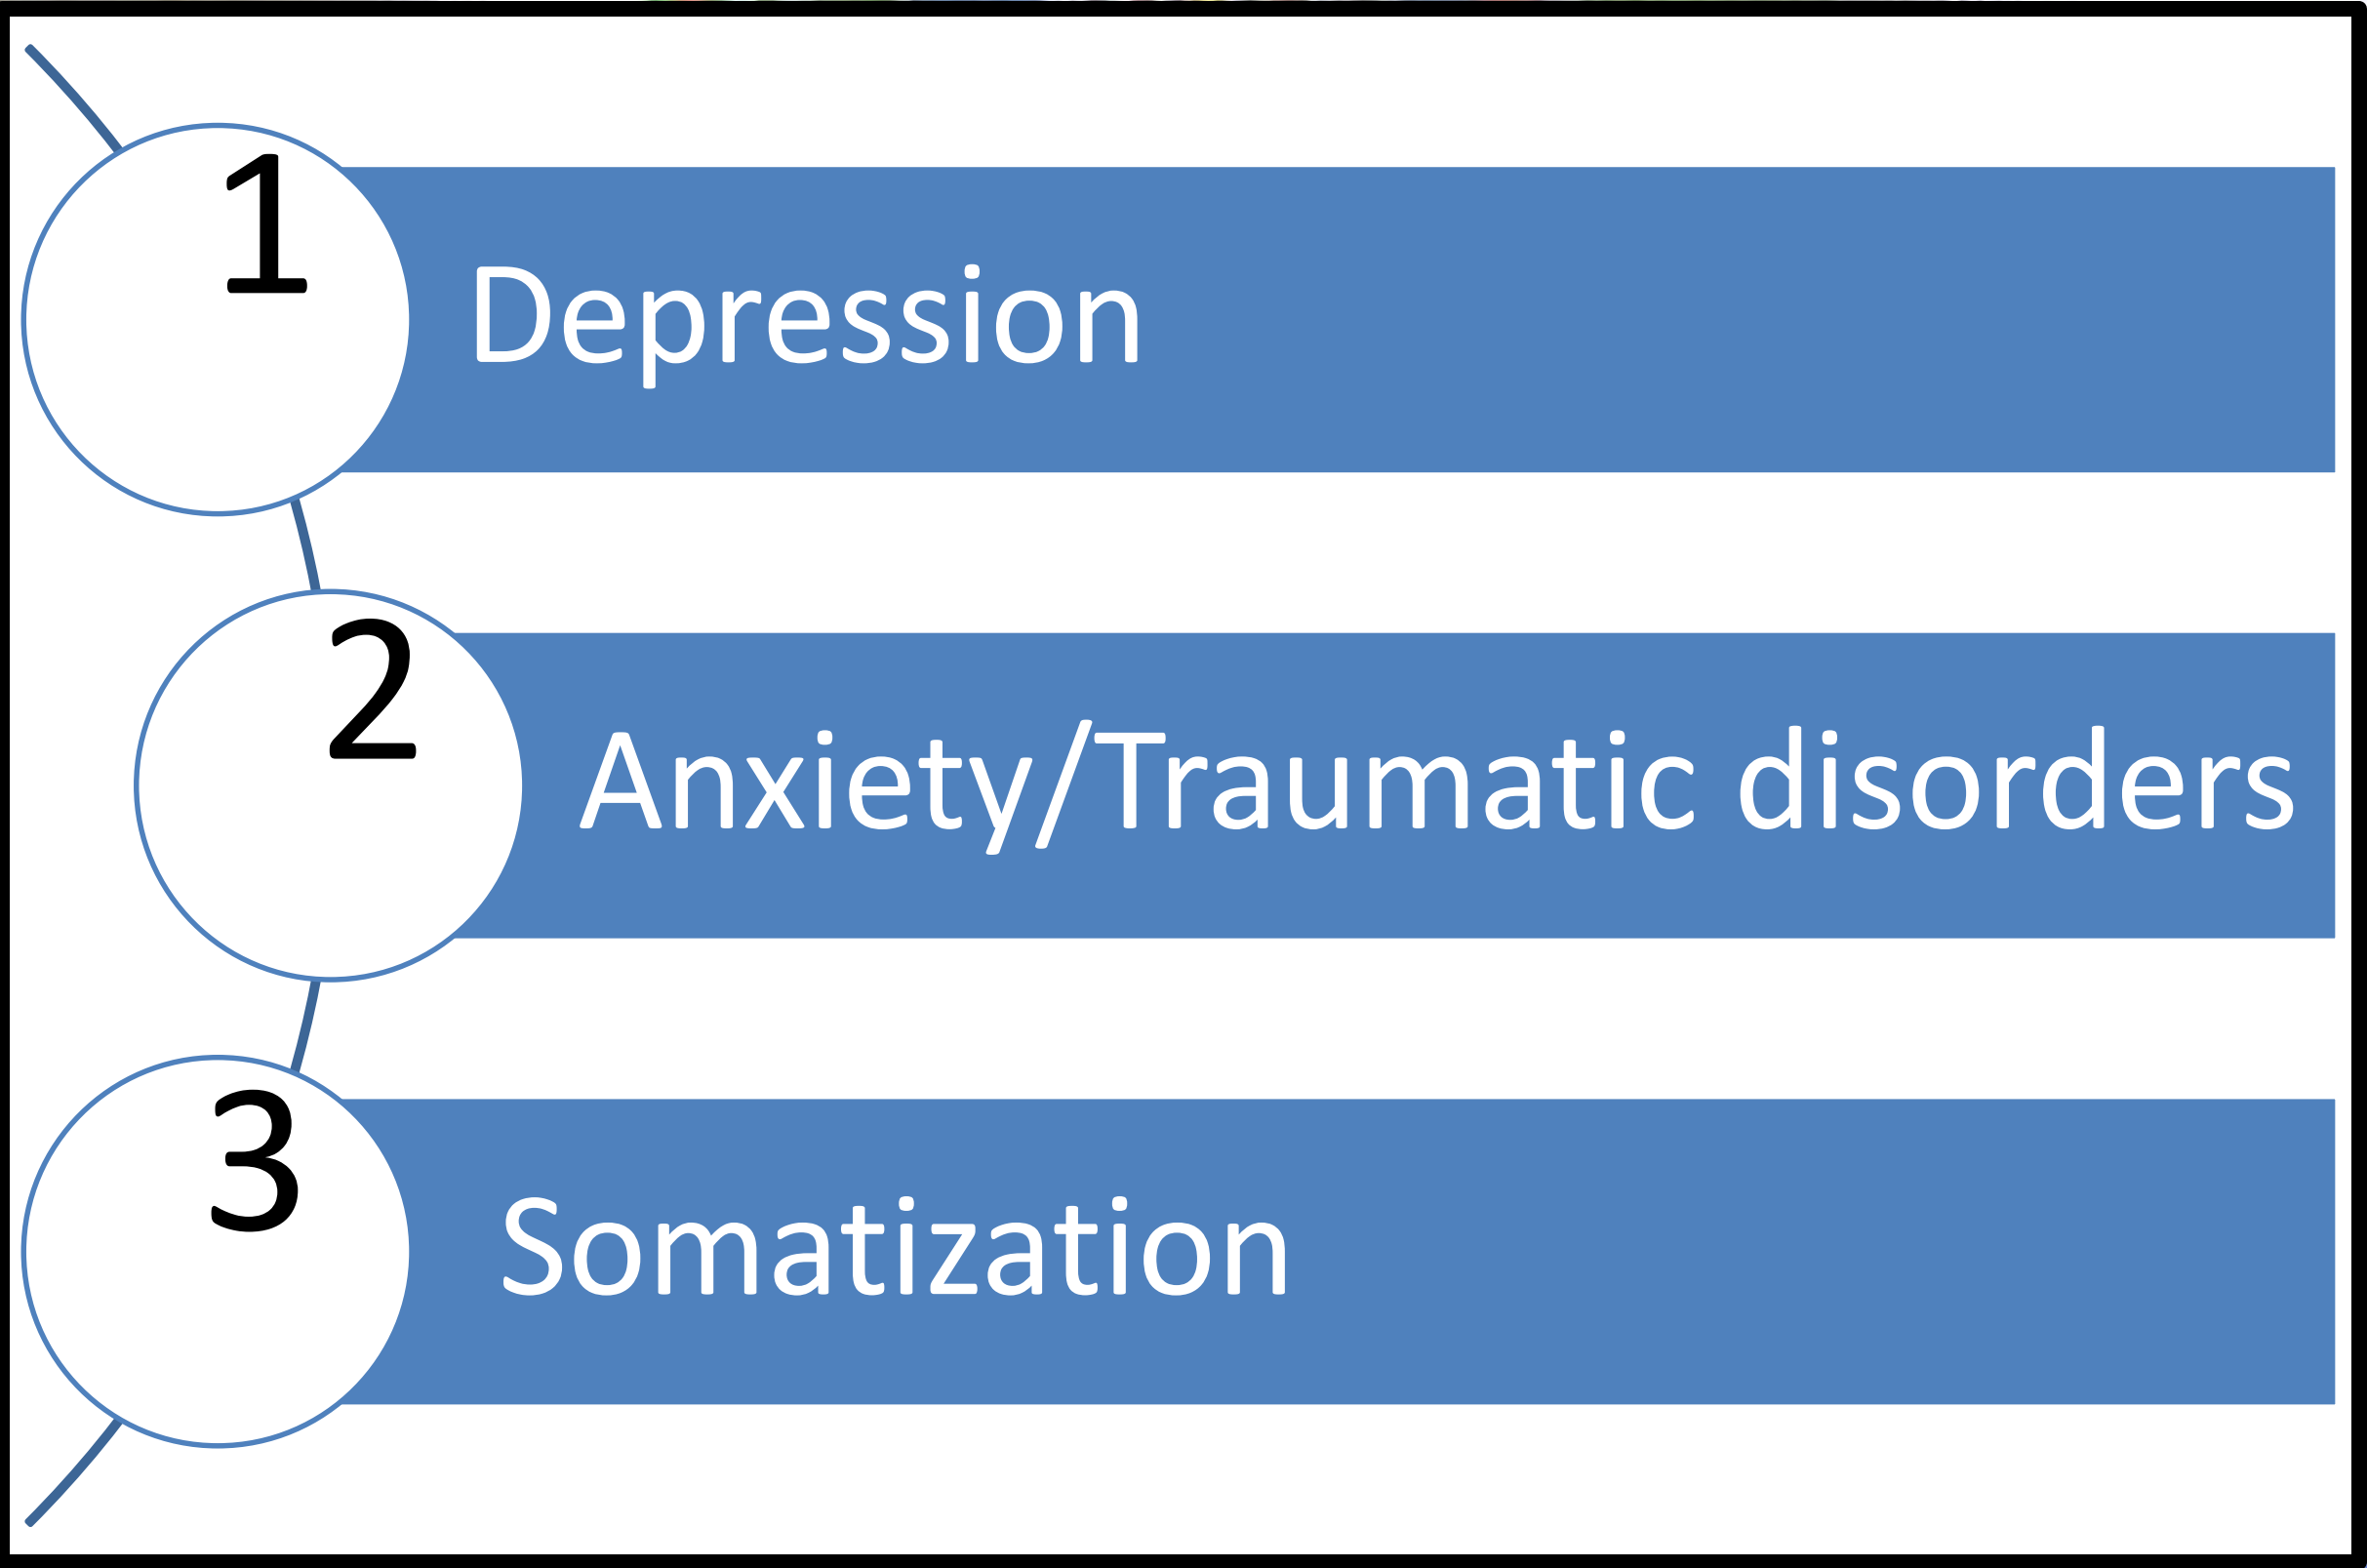 1
Depression
2
Anxiety/Traumatic disorders
3
Somatization